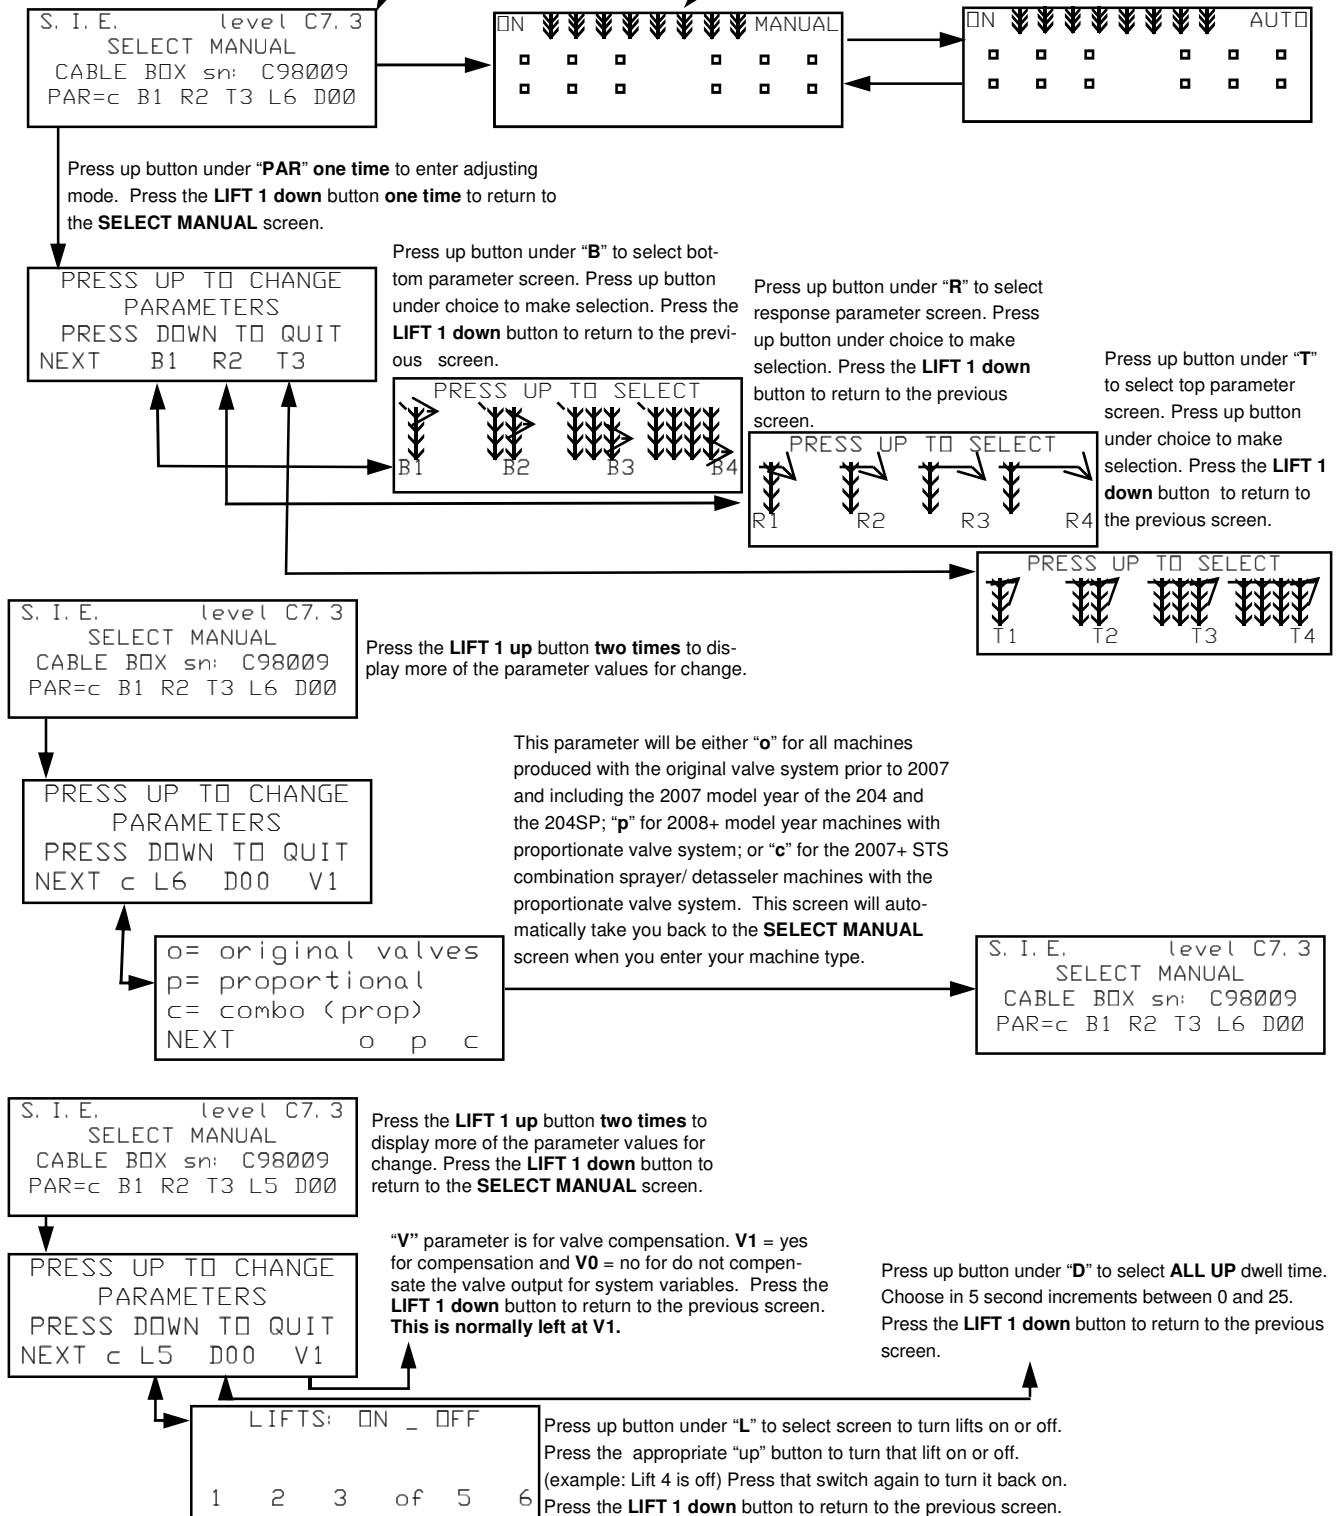 S. I. E. level C7. 3
SELECT MANUAL
CABLE BOX sn: C98009
PAR=c B1 R2 T3 L6 D00
ON MANUAL
ON AUTO
Press up button under “PAR” one time to enter adjusting
mode. Press the LIFT 1 down button one time to return to
the SELECT MANUAL screen.
PRESS UP TO CHANGE
PARAMETERS
PRESS DOWN TO QUIT
NEXT B1 R2 T3
Press up button under “B” to select bot-
tom parameter screen. Press up button
under choice to make selection. Press the
LIFT 1 down button to return to the previ-
ous screen.
PRESS UP TO SELECT
B1 B2 B3 B4
Press up button under “R” to select
response parameter screen. Press
up button under choice to make
selection. Press the LIFT 1 down
button to return to the previous
screen.
PRESS UP TO SELECT
R1 R2 R3 R4
Press up button under “T”
to select top parameter
screen. Press up button
under choice to make
selection. Press the LIFT 1
down button to return to
the previous screen.
PRESS UP TO SELECT
T1 T2 T3 T4
S. I. E. level C7. 3
SELECT MANUAL
CABLE BOX sn: C98009
PAR=c B1 R2 T3 L6 D00
Press the LIFT 1 up button two times to dis-
play more of the parameter values for change.
PRESS UP TO CHANGE
PARAMETERS
PRESS DOWN TO QUIT
NEXT c L6 D00 V1
This parameter will be either “o” for all machines
produced with the original valve system prior to 2007
and including the 2007 model year of the 204 and
the 204SP; “p” for 2008+ model year machines with
proportionate valve system; or “c” for the 2007+ STS
combination sprayer/ detasseler machines with the
proportionate valve system. This screen will auto-
matically take you back to the SELECT MANUAL
screen when you enter your machine type.
o= original valves
p= proportional
c= combo (prop)
NEXT o p c
S. I. E. level C7. 3
SELECT MANUAL
CABLE BOX sn: C98009
PAR=c B1 R2 T3 L6 D00
S. I. E. level C7. 3
SELECT MANUAL
CABLE BOX sn: C98009
PAR=c B1 R2 T3 L5 D00
Press the LIFT 1 up button two times to
display more of the parameter values for
change. Press the LIFT 1 down button to
return to the SELECT MANUAL screen.
PRESS UP TO CHANGE
PARAMETERS
PRESS DOWN TO QUIT
NEXT c L5 D00 V1
“V” parameter is for valve compensation. V1 = yes
for compensation and V0 = no for do not compen-
sate the valve output for system variables. Press the
LIFT 1 down button to return to the previous screen.
This is normally left at V1.
Press up button under “D” to select ALL UP dwell time.
Choose in 5 second increments between 0 and 25.
Press the LIFT 1 down button to return to the previous
screen.
LIFTS: ON _ OFF
1 2 3 of 5 6
Press up button under “L” to select screen to turn lifts on or off.
Press the appropriate “up” button to turn that lift on or off.
(example: Lift 4 is off) Press that switch again to turn it back on.
Press the LIFT 1 down button to return to the previous screen.